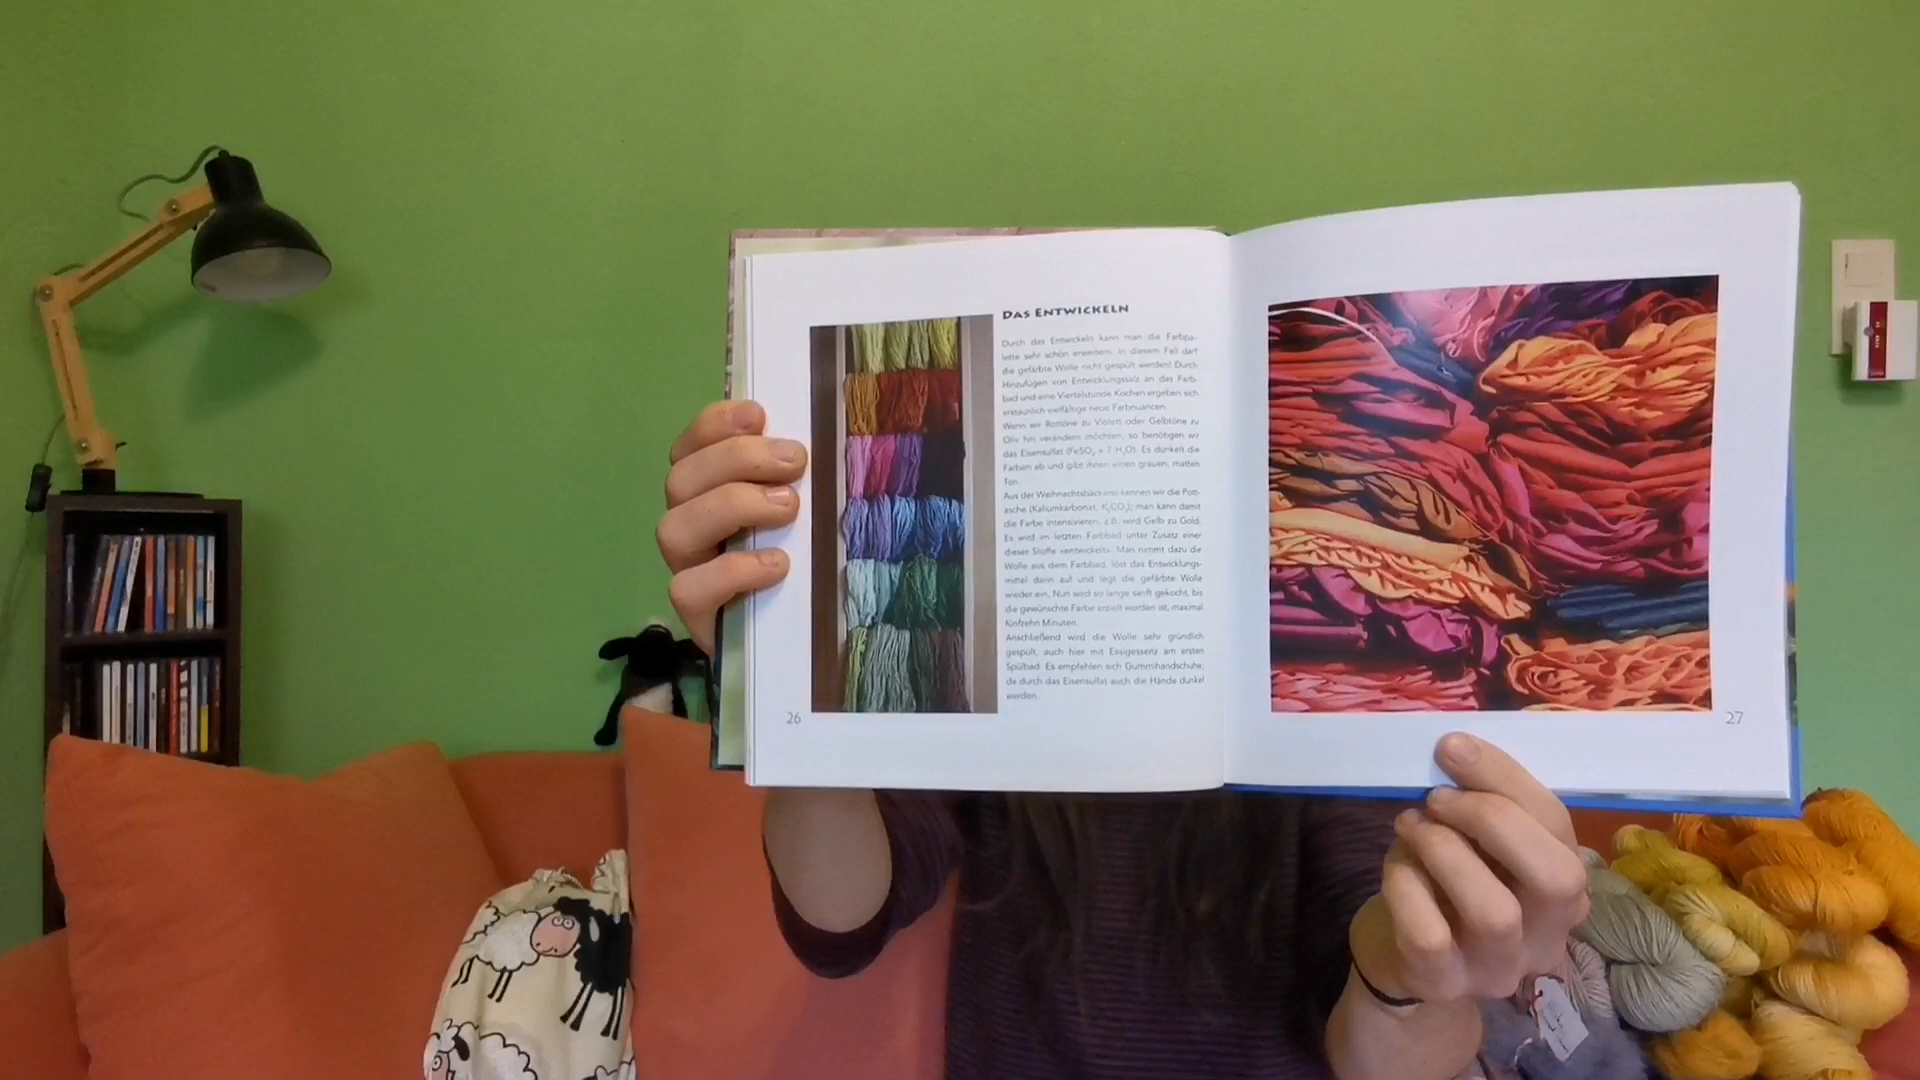 Das Entwickeln
Durch das Entwickeln kann man die Farbpa-
lette sehr schön erweitern. In diesem Fall darf
die gefärbte Wolle nicht gespült werden! Durch
Hinzufügen von Entwicklungssalz an das Farb-
bad und eine Viertelstunde Kochen ergeben sich
erstaunlich vielfältige neue Farbnuancen.
Wenn wir Rottöne zu Violett oder Gelbtöne zu
Oliv hin verändern möchten, so benötigen wir
das Eisensulfat (FeSO₄ x 7 H₂O). Es dunkelt die
Farben ab und gibt ihnen einen grauen, matten
Ton.
Aus der Weihnachtsbäckerei kennen wir die Pott-
asche (Kaliumkarbonat, K₂CO₃); man kann damit
die Farbe intensivieren, z.B. wird Gelb zu Gold.
Es wird im letzten Farbbad unter Zusatz einer
dieser Stoffe »entwickelt«. Man nimmt dazu die
Wolle aus dem Farbbad, löst das Entwicklungs-
mittel darin auf und legt die gefärbte Wolle
wieder ein. Nun wird so lange sanft gekocht, bis
die gewünschte Farbe erzielt worden ist, maximal
fünfzehn Minuten.
Anschließend wird die Wolle sehr gründlich
gespült, auch hier mit Essigessenz am ersten
Spülbad. Es empfehlen sich Gummihandschuhe,
da durch das Eisensulfat auch die Hände dunkel
werden.
26
27